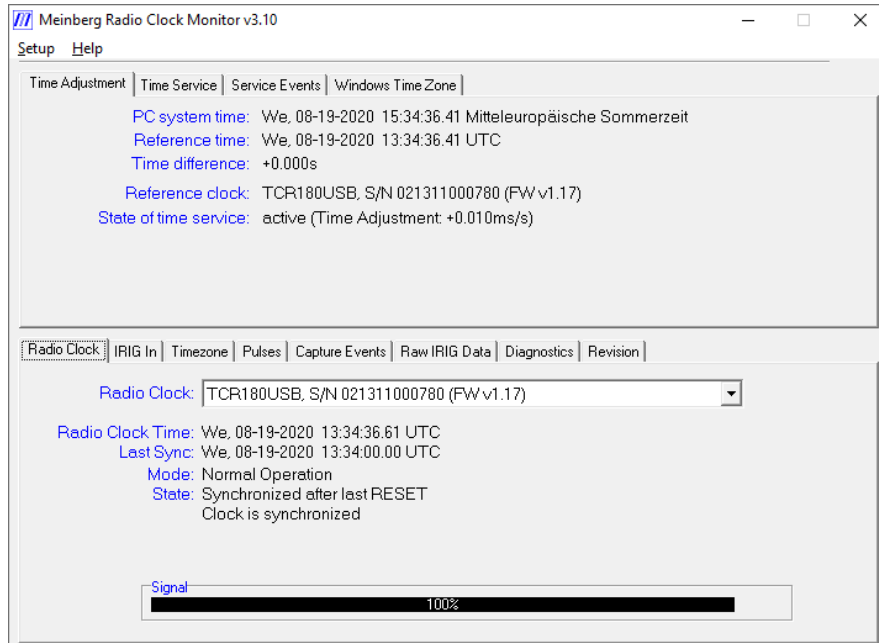 Meinberg Radio Clock Monitor v3.10
Setup Help
Time Adjustment Time Service Service Events Windows Time Zone
PC system time: We, 08-19-2020 15:34:36.41 Mitteleuropäische Sommerzeit
Reference time: We, 08-19-2020 13:34:36.41 UTC
Time difference: +0.000s
Reference clock: TCR180USB, S/N 021311000780 (FW v1.17)
State of time service: active (Time Adjustment: +0.010ms/s)
Radio Clock IRIG In Timezone Pulses Capture Events Raw IRIG Data Diagnostics Revision
Radio Clock: TCR180USB, S/N 021311000780 (FW v1.17)
Radio Clock Time: We, 08-19-2020 13:34:36.61 UTC
Last Sync: We, 08-19-2020 13:34:00.00 UTC
Mode: Normal Operation
State: Synchronized after last RESET
Clock is synchronized
Signal
100%